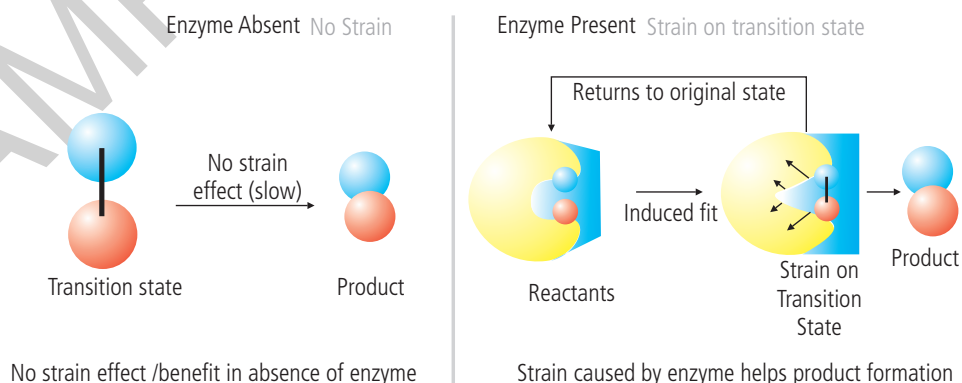 Enzyme Absent No Strain
No strain
effect (slow)
Transition state
Product
No strain effect /benefit in absence of enzyme
Enzyme Present Strain on transition state
Returns to original state
Induced fit
Reactants
Strain on
Transition
State
Product
Strain caused by enzyme helps product formation